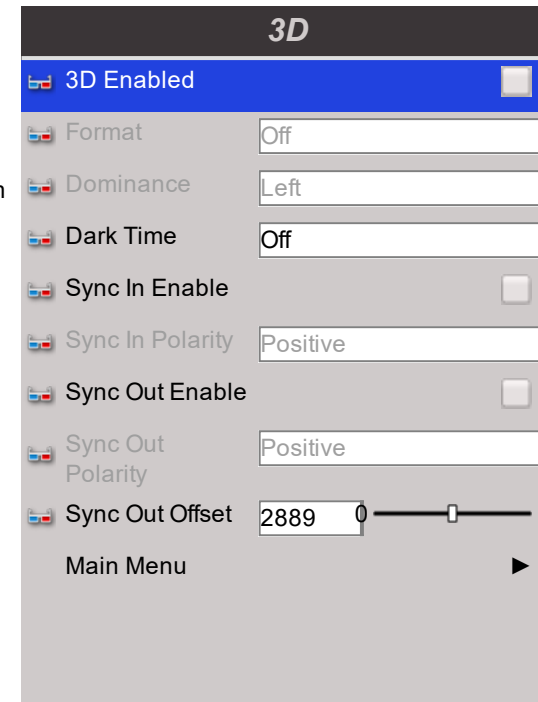 3D
3D Enabled
Format Off
n
Dominance Left
Dark Time Off
Sync In Enable
Sync In Polarity Positive
Sync Out Enable
Sync Out Positive
Polarity
Sync Out Offset 2889 0
Main Menu